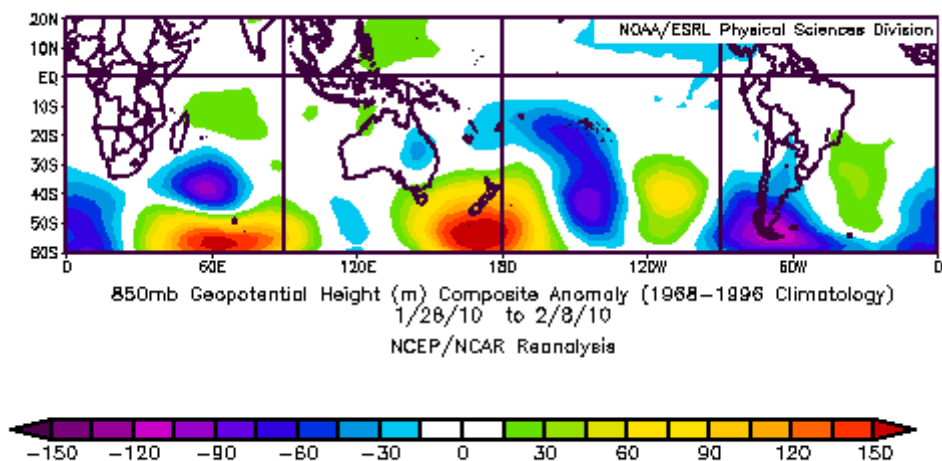 20N
NOAA/ESRL Physical Sciences Division
10N
EQ
10S
20S
30S
40S
50S
60S
0 60E 120E 180 120W 60W 0
850mb Geopotential Height (m) Composite Anomaly (1968-1996 Climatology)
1/28/10 to 2/8/10
NCEP/NCAR Reanalysis
-150 -120 -90 -60 -30 0 30 60 90 120 150